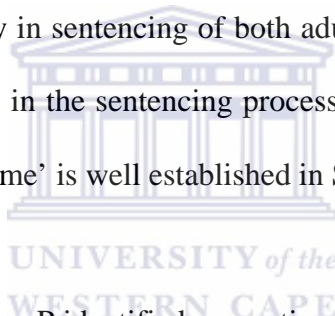 y in sentencing of both adu
in the sentencing process
me’ is well established in S
UNIVERSITY of the
WESTERN CAPE